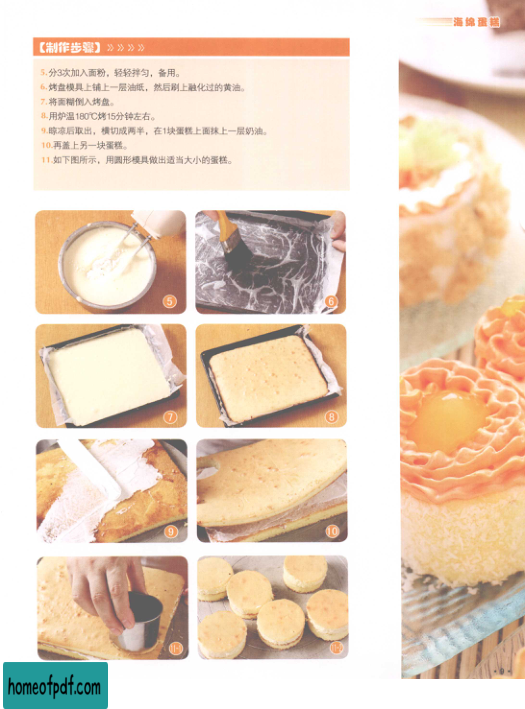 海绵蛋糕
【制作步骤】》》》》
5.分3次加入面粉，轻轻拌匀，备用。
6.烤盘模具上铺上一层油纸，然后刷上融化过的黄油。
7.将面糊倒入烤盘。
8.用炉温180℃烤15分钟左右。
9.晾凉后取出，横切成两半，在1块蛋糕上面抹上一层奶油。
10.再盖上另一块蛋糕。
11.如下图所示，用圆形模具做出适当大小的蛋糕。
5
6
7
8
9
10
homeofpdf.com